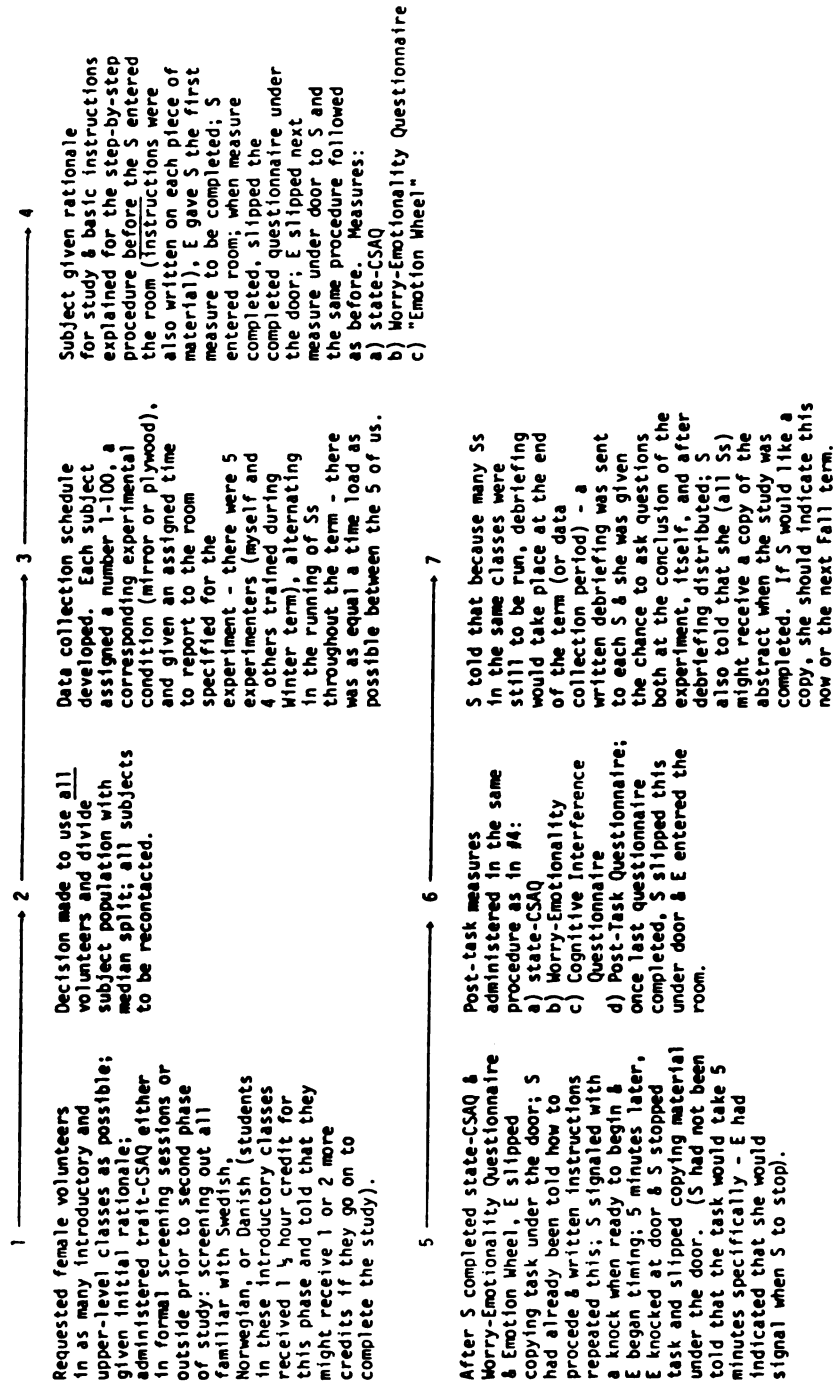 1 2 3 4
Requested female volunteers
in as many introductory and
upper-level classes as possible;
given initial rationale;
administered trait-CSAQ either
in formal screening sessions or
outside prior to second phase
of study: screening out all
familiar with Swedish,
Norwegian, or Danish (students
in these introductory classes
received 1 ½ hour credit for
this phase and told that they
might receive 1 or 2 more
credits if they go on to
complete the study).
Decision made to use all
volunteers and divide
subject population with
median split; all subjects
to be recontacted.
Data collection schedule
developed. Each subject
assigned a number 1-100, a
corresponding experimental
condition (mirror or plywood),
and given an assigned time
to report to the room
specified for the
experiment - there were 5
experimenters (myself and
4 others trained during
Winter term), alternating
in the running of Ss
throughout the term - there
was as equal a time load as
possible between the 5 of us.
Subject given rationale
for study & basic instructions
explained for the step-by-step
procedure before the S entered
the room (instructions were
also written on each piece of
material), E gave S the first
measure to be completed; S
entered room; when measure
completed, slipped the
completed questionnaire under
the door; E slipped next
measure under door to S and
the same procedure followed
as before. Measures:
a) state-CSAQ
b) Worry-Emotionality Questionnaire
c) "Emotion Wheel"
5 6 7
After S completed state-CSAQ &
Worry-Emotionality Questionnaire
& Emotion Wheel, E slipped
copying task under the door; S
had already been told how to
procede & written instructions
repeated this; S signaled with
a knock when ready to begin &
E began timing; 5 minutes later,
E knocked at door & S stopped
task and slipped copying material
under the door. (S had not been
told that the task would take 5
minutes specifically - E had
indicated that she would
signal when S to stop).
Post-task measures
administered in the same
procedure as in #4:
a) state-CSAQ
b) Worry-Emotionality
c) Cognitive Interference
Questionnaire
d) Post-Task Questionnaire;
once last questionnaire
completed, S slipped this
under door & E entered the
room.
S told that because many Ss
in the same classes were
still to be run, debriefing
would take place at the end
of the term (or data
collection period) - a
written debriefing was sent
to each S & she was given
the chance to ask questions
both at the conclusion of the
experiment, itself, and after
debriefing distributed; S
also told that she (all Ss)
might receive a copy of the
abstract when the study was
completed. If S would like a
copy, she should indicate this
now or the next Fall term.